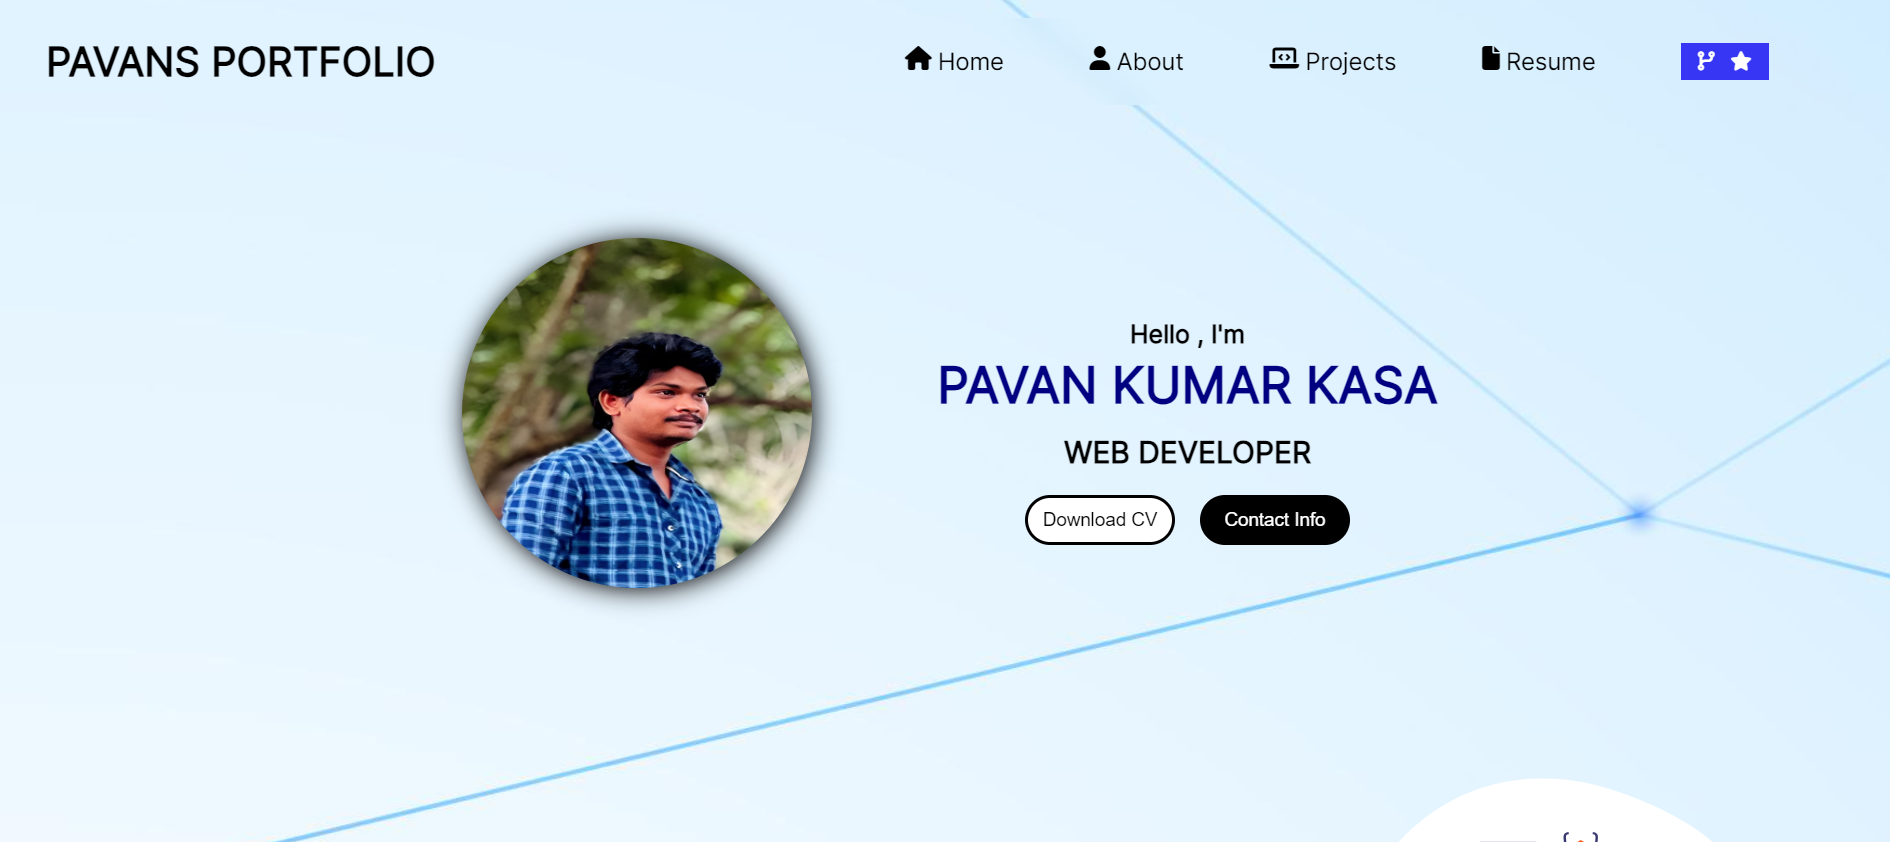 PAVANS PORTFOLIO
Home
About
Projects
Resume
Hello , I'm
PAVAN KUMAR KASA
WEB DEVELOPER
Download CV
Contact Info